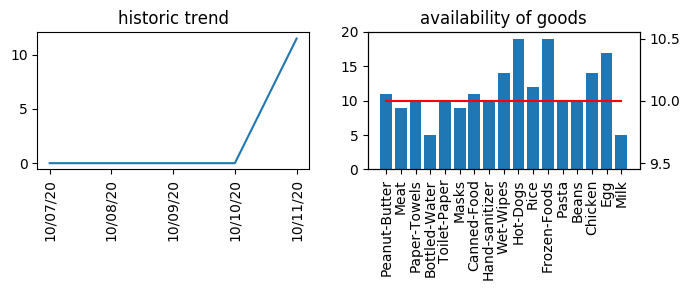 historic trend
10
5
0
10/07/20
10/08/20
10/09/20
10/10/20
10/11/20
availability of goods
20
15
10
5
0
10.5
10.0
9.5
Peanut-Butter
Meat
Paper-Towels
Bottled-Water
Toilet-Paper
Masks
Canned-Food
Hand-sanitizer
Wet-Wipes
Hot-Dogs
Rice
Frozen-Foods
Pasta
Beans
Chicken
Egg
Milk